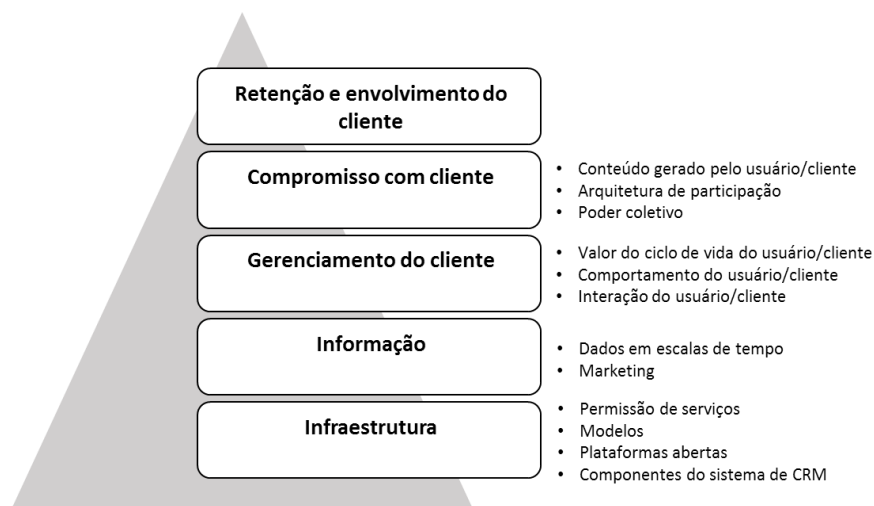 Retenção e envolvimento do
cliente
Compromisso com cliente
• Conteúdo gerado pelo usuário/cliente
• Arquitetura de participação
• Poder coletivo
Gerenciamento do cliente
• Valor do ciclo de vida do usuário/cliente
• Comportamento do usuário/cliente
• Interação do usuário/cliente
Informação
• Dados em escalas de tempo
• Marketing
Infraestrutura
• Permissão de serviços
• Modelos
• Plataformas abertas
• Componentes do sistema de CRM